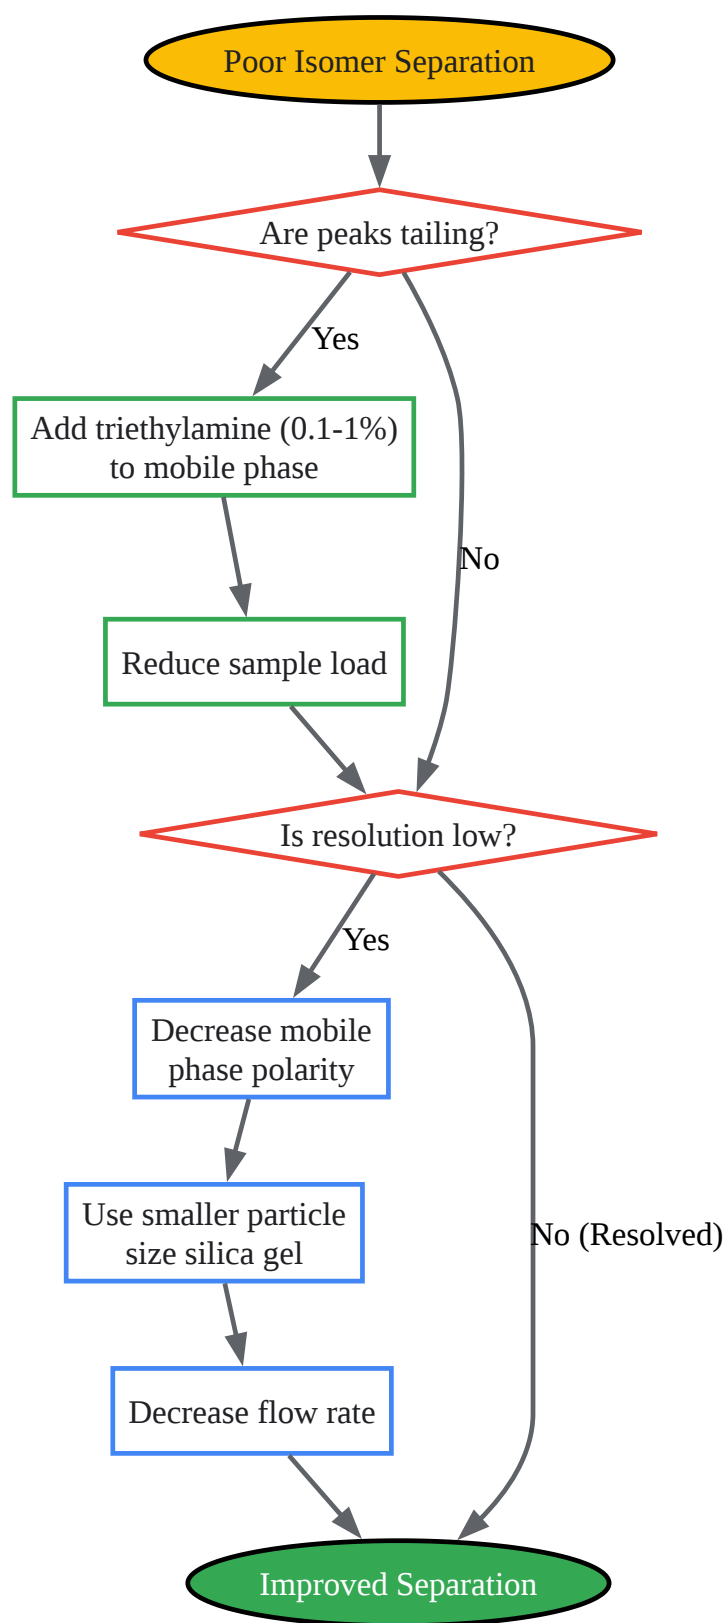 Poor Isomer Separation
Are peaks tailing?
Yes
Add triethylamine (0.1-1%)
to mobile phase
No
Reduce sample load
Is resolution low?
Yes
Decrease mobile
phase polarity
Use smaller particle
size silica gel
No (Resolved)
Decrease flow rate
Improved Separation